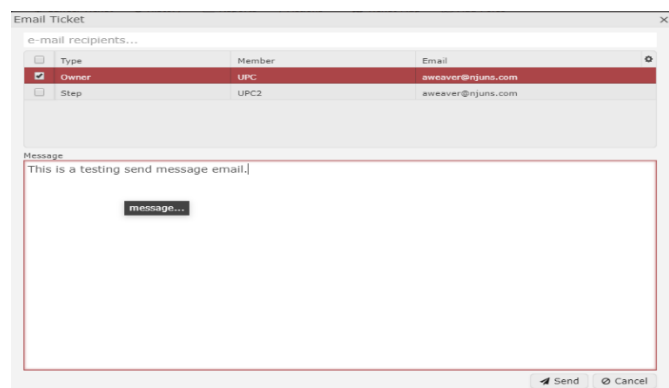 Email Ticket
e-mail recipients...
Type Member Email
Owner UPC aweaver@njuns.com
Step UPC2 aweaver@njuns.com
Message
This is a testing send message email.
message...
Send Cancel